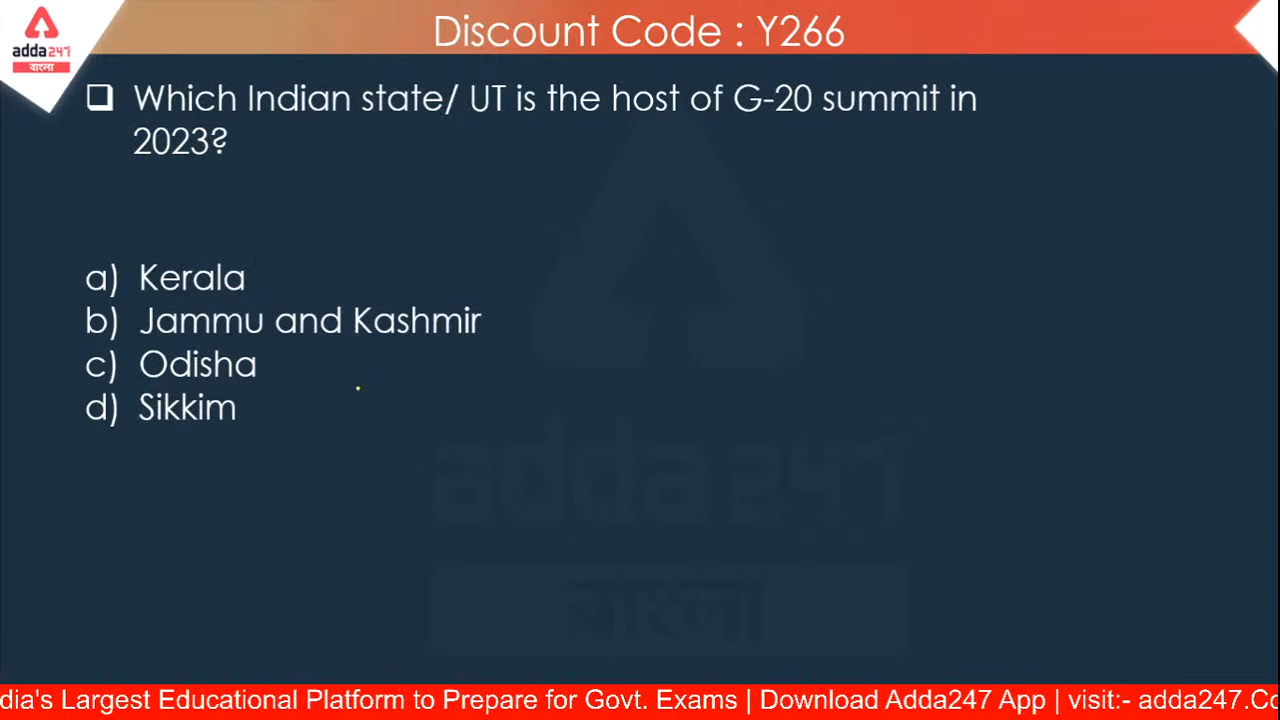 Discount Code : Y266
adda247
বাংলা
❑ Which Indian state/ UT is the host of G-20 summit in
2023?
a) Kerala
b) Jammu and Kashmir
c) Odisha
d) Sikkim
adda247
বাংলা
dia's Largest Educational Platform to Prepare for Govt. Exams | Download Adda247 App | visit:- adda247.Co